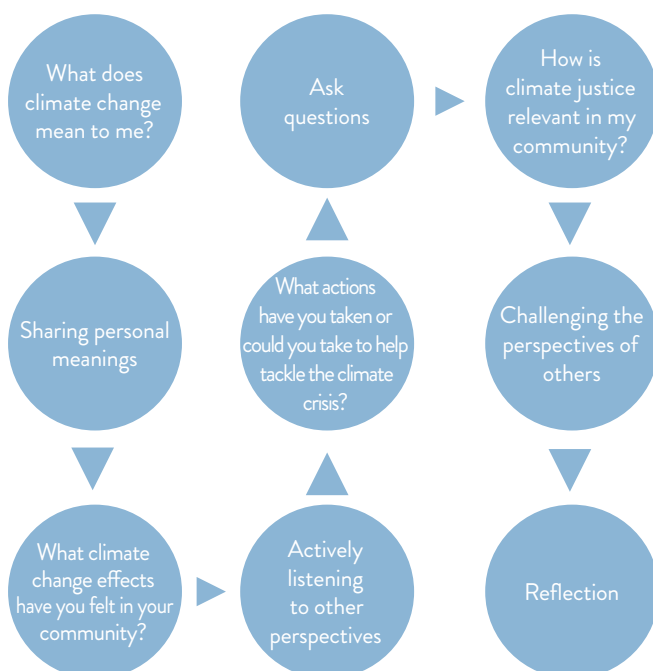 What does
climate change
mean to me?
Sharing personal
meanings
What climate
change effects
have you felt in your
community?
Actively
listening
to other
perspectives
What actions
have you taken or
could you take to help
tackle the climate
crisis?
Ask
questions
How is
climate justice
relevant in my
community?
Challenging the
perspectives of
others
Reflection